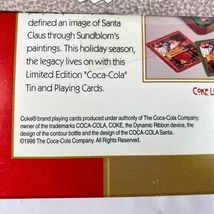 defined an image of Santa
Claus through Sundblom's
paintings. This holiday season,
the legacy lives on with this
Limited Edition "Coca-Cola"
Tin and Playing Cards.
COKE L
Coke® brand playing cards produced under authority of The Coca-Cola Company,
owner of the trademarks COCA-COLA, COKE, the Dynamic Ribbon device,
the design of the contour bottle and the design of the COCA-COLA Santa.
©1998 The Coca-Cola Company. All Rights Reserved.